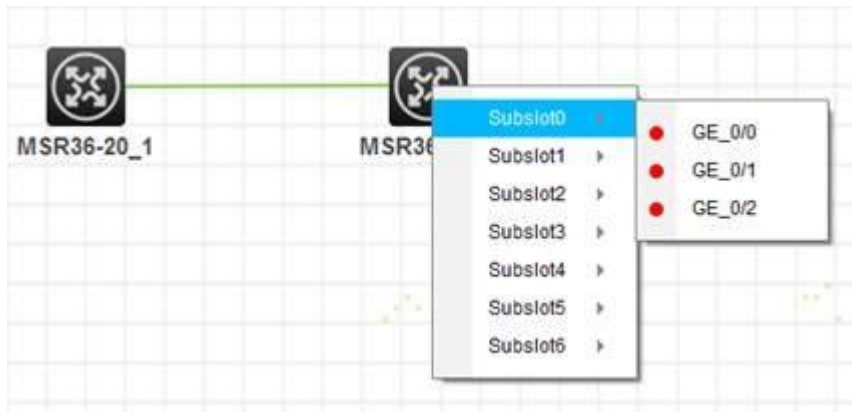 MSR36-20_1
MSR36
Subslot0
Subslot1
Subslot2
Subslot3
Subslot4
Subslot5
Subslot6
GE_0/0
GE_0/1
GE_0/2